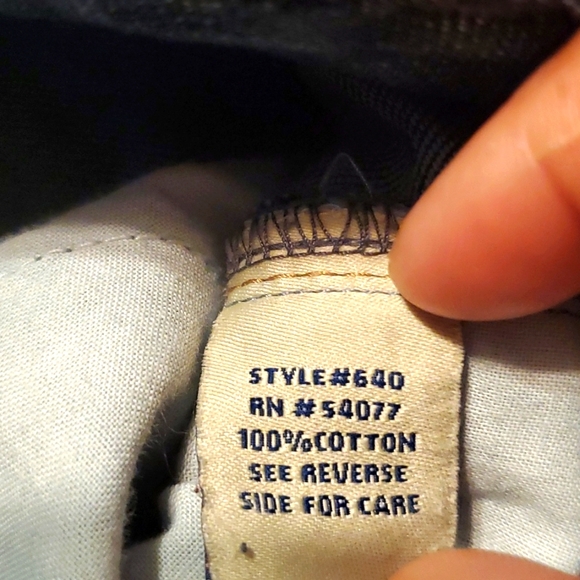 STYLE#640
RN #54077
100%COTTON
SEE REVERSE
SIDE FOR CARE